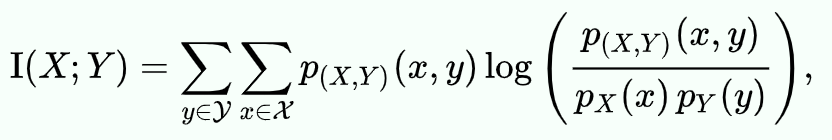 I(X; Y) = ∑_{y∈𝒴} ∑_{x∈𝒳} p_{(X,Y)}(x, y) log ( p_{(X,Y)}(x, y) / p_X(x) p_Y(y) ),